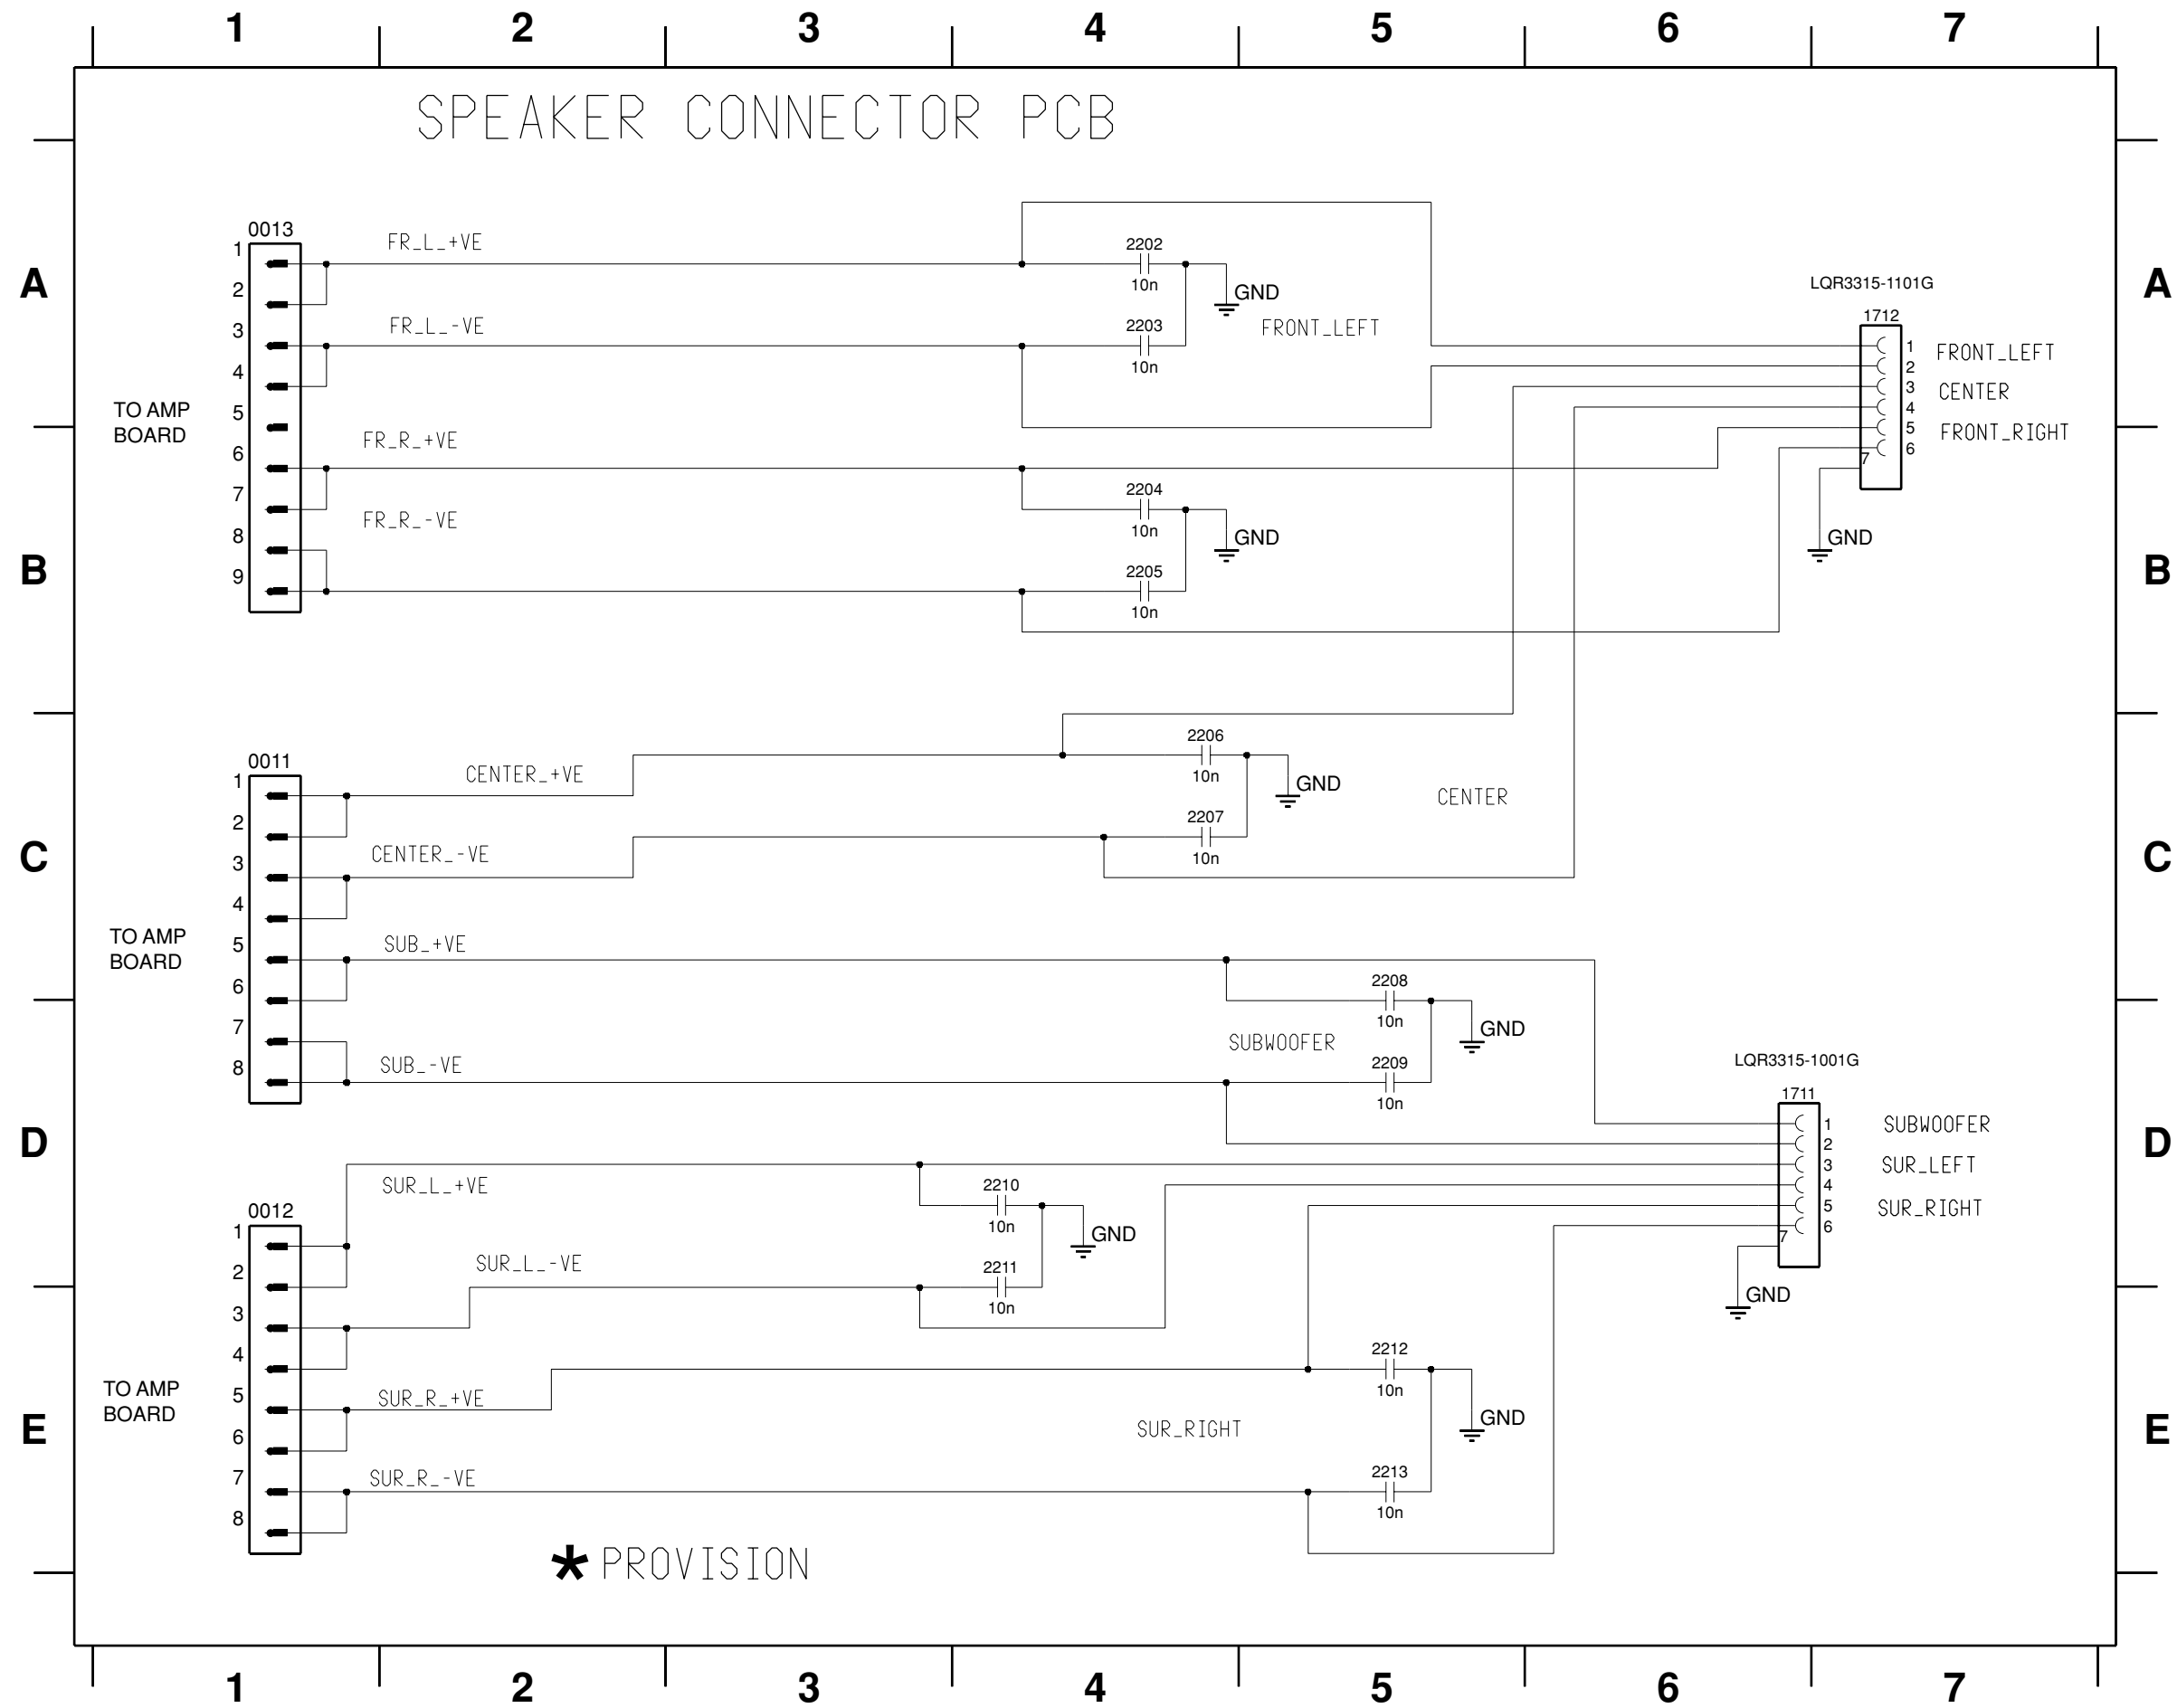 1 2 3 4 5 6 7
SPEAKER CONNECTOR PCB
A
A
0013
1
2
3
4
5
6
7
8
9
TO AMP
BOARD
FR_L_+VE
FR_L_-VE
FR_R_+VE
FR_R_-VE
2202
10n
GND
2203
10n
FRONT_LEFT
LQR3315-1101G
1712
1
2
3
4
5
6
7
FRONT_LEFT
CENTER
FRONT_RIGHT
GND
B
B
2204
10n
GND
2205
10n
0011
1
2
3
4
5
6
7
8
TO AMP
BOARD
CENTER_+VE
CENTER_-VE
SUB_+VE
SUB_-VE
2206
10n
GND
2207
10n
CENTER
C
C
2208
10n
GND
SUBWOOFER
2209
10n
LQR3315-1001G
1711
1
2
3
4
5
6
7
SUBWOOFER
SUR_LEFT
SUR_RIGHT
GND
D
D
0012
1
2
3
4
5
6
7
8
TO AMP
BOARD
SUR_L_+VE
SUR_L_-VE
SUR_R_+VE
SUR_R_-VE
2210
10n
GND
2211
10n
2212
10n
GND
SUR_RIGHT
2213
10n
E
E
* PROVISION
1 2 3 4 5 6 7